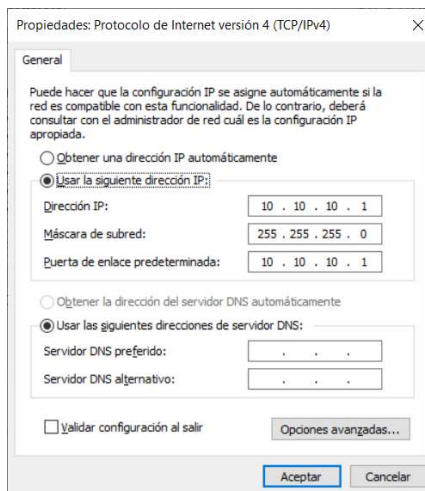 Propiedades: Protocolo de Internet versión 4 (TCP/IPv4)
General
Puede hacer que la configuración IP se asigne automáticamente si la
red es compatible con esta funcionalidad. De lo contrario, deberá
consultar con el administrador de red cuál es la configuración IP
apropiada.
Obtener una dirección IP automáticamente
Usar la siguiente dirección IP:
Dirección IP: 10 . 10 . 10 . 1
Máscara de subred: 255 . 255 . 255 . 0
Puerta de enlace predeterminada: 10 . 10 . 10 . 1
Obtener la dirección del servidor DNS automáticamente
Usar las siguientes direcciones de servidor DNS:
Servidor DNS preferido: . . .
Servidor DNS alternativo: . . .
Validar configuración al salir
Opciones avanzadas...
Aceptar Cancelar